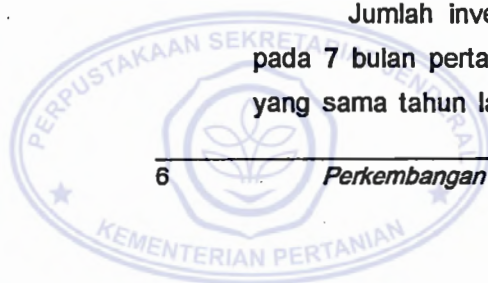 Jumlah inve
pada 7 bulan perta
yang sama tahun la
6 Perkembangan
PERPUSTAKAAN SEKRETARIAT JENDERAL
KEMENTERIAN PERTANIAN